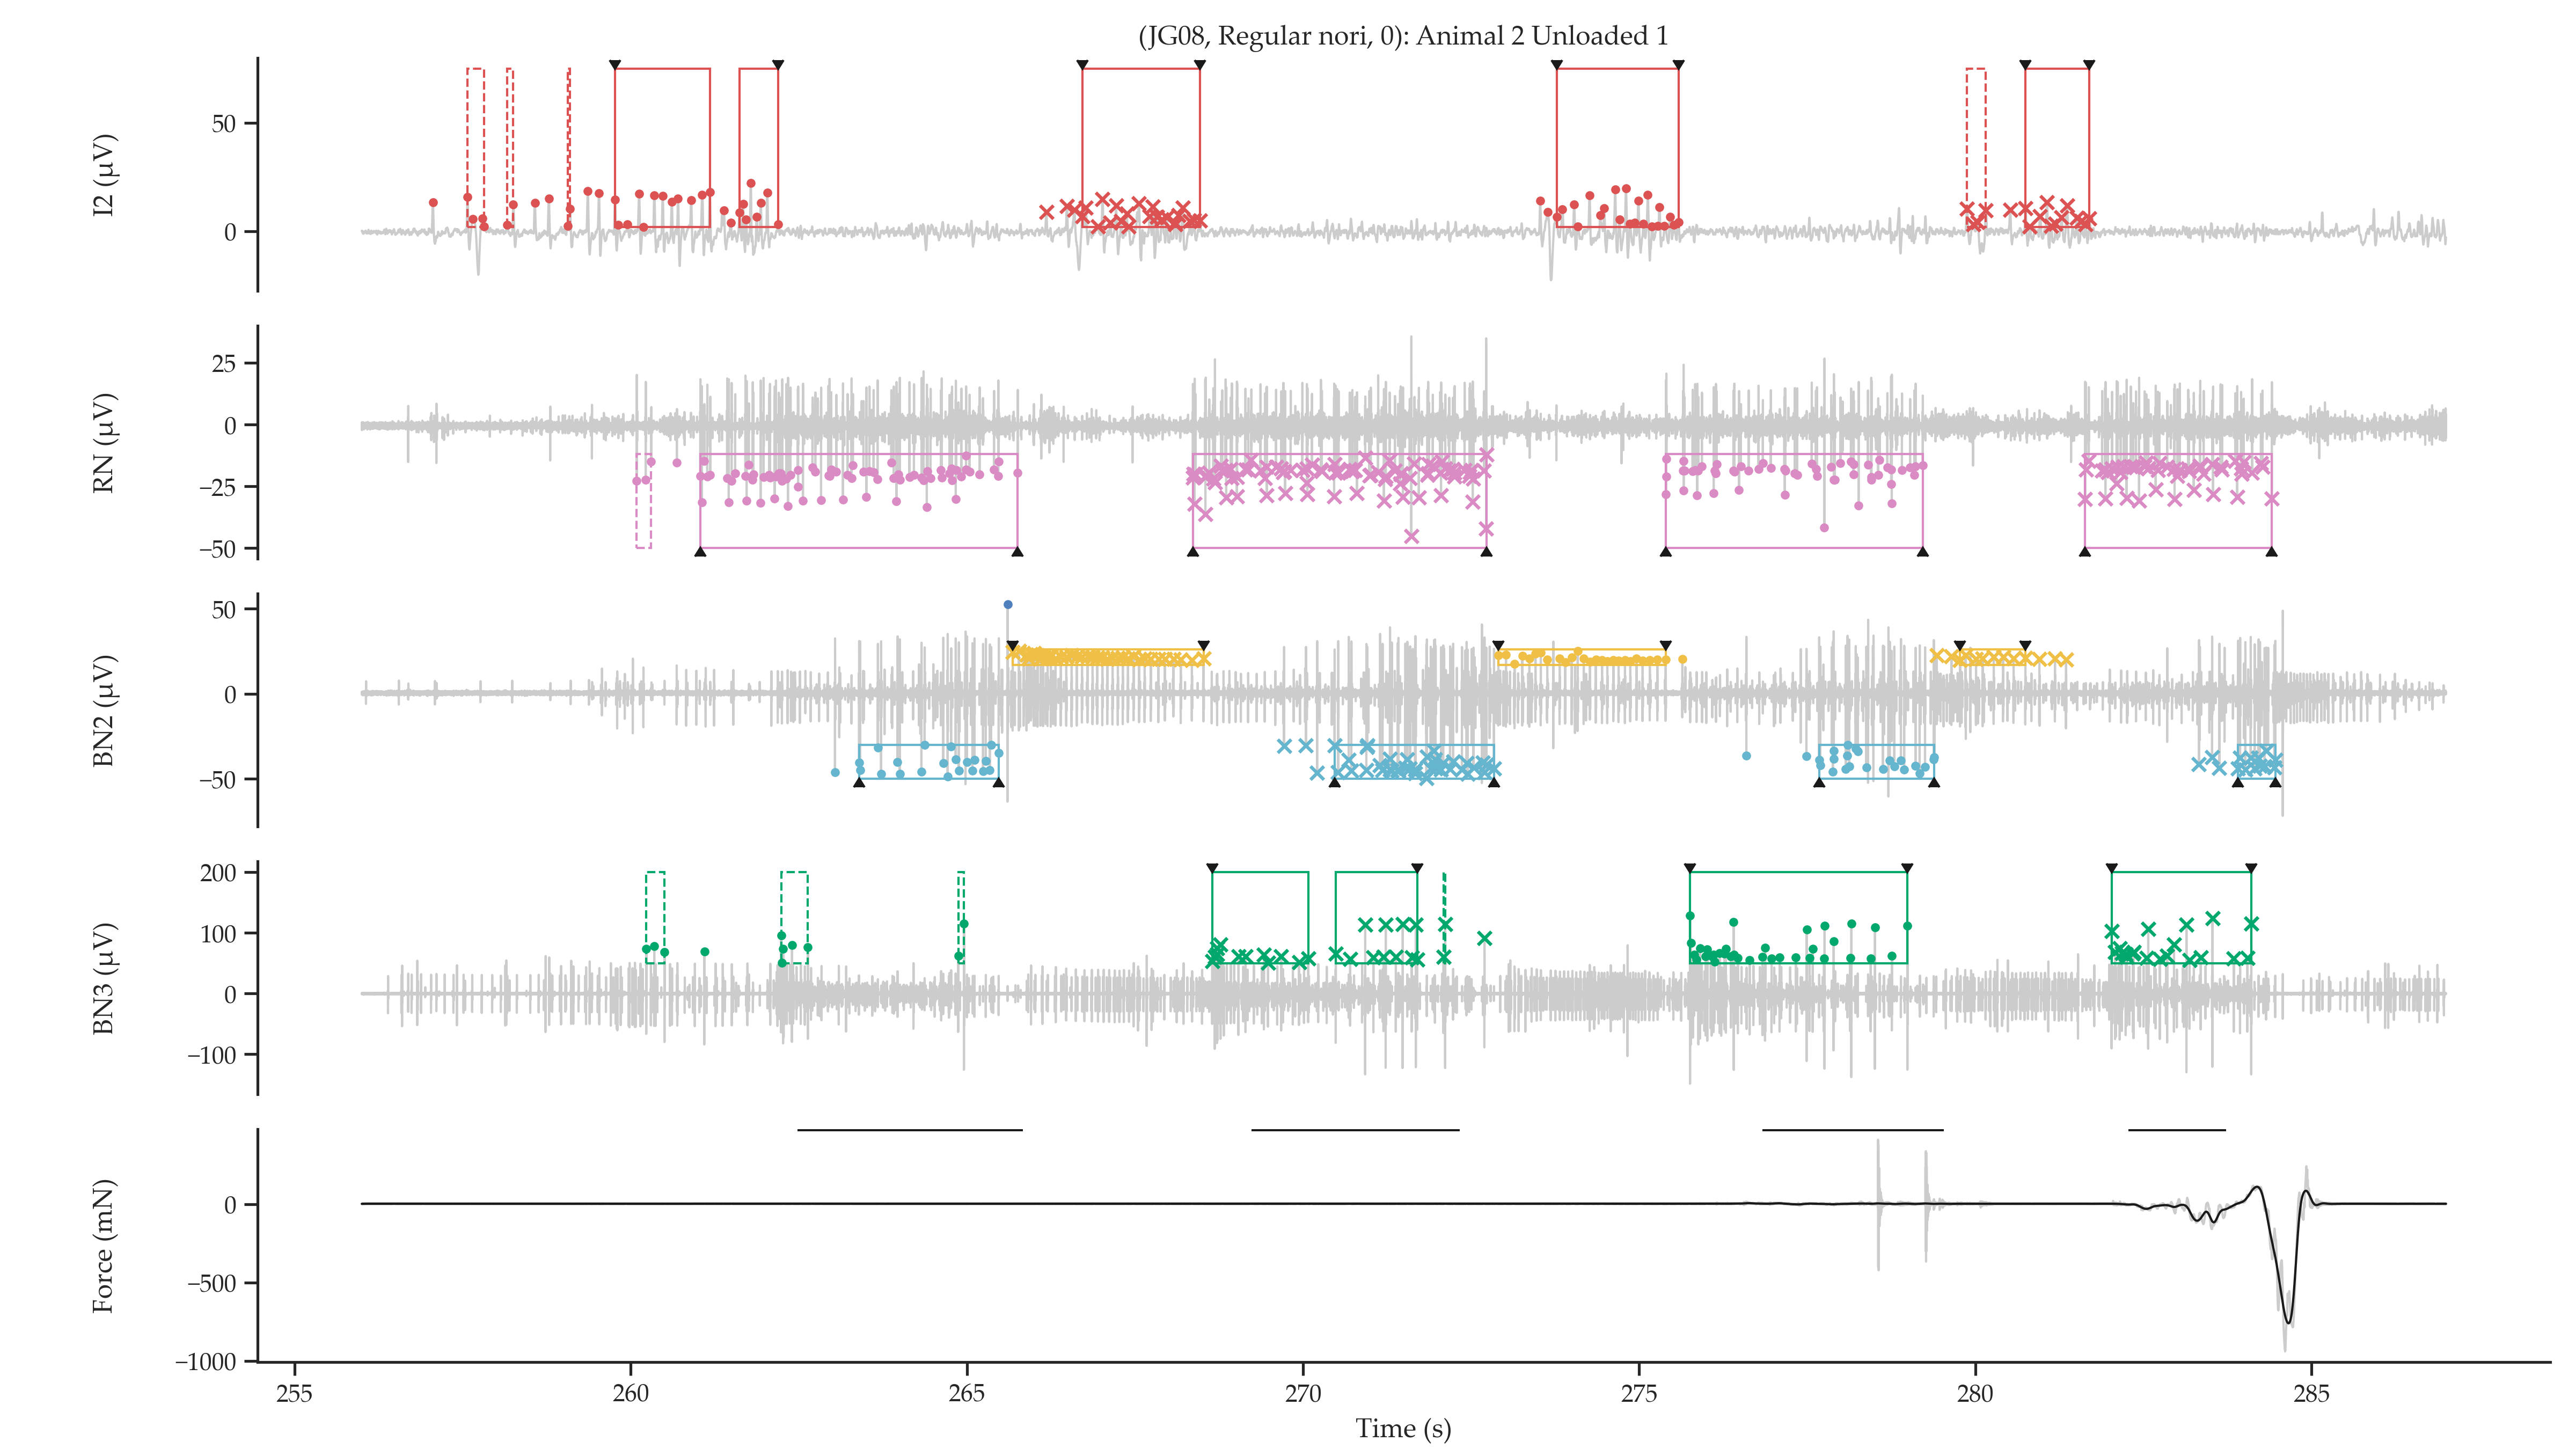 (JG08, Regular nori, 0): Animal 2 Unloaded 1
I2 (μV)
50
0
RN (μV)
25
0
−25
−50
BN2 (μV)
50
0
−50
BN3 (μV)
200
100
0
−100
Force (mN)
0
−500
−1000
255 260 265 270 275 280 285
Time (s)